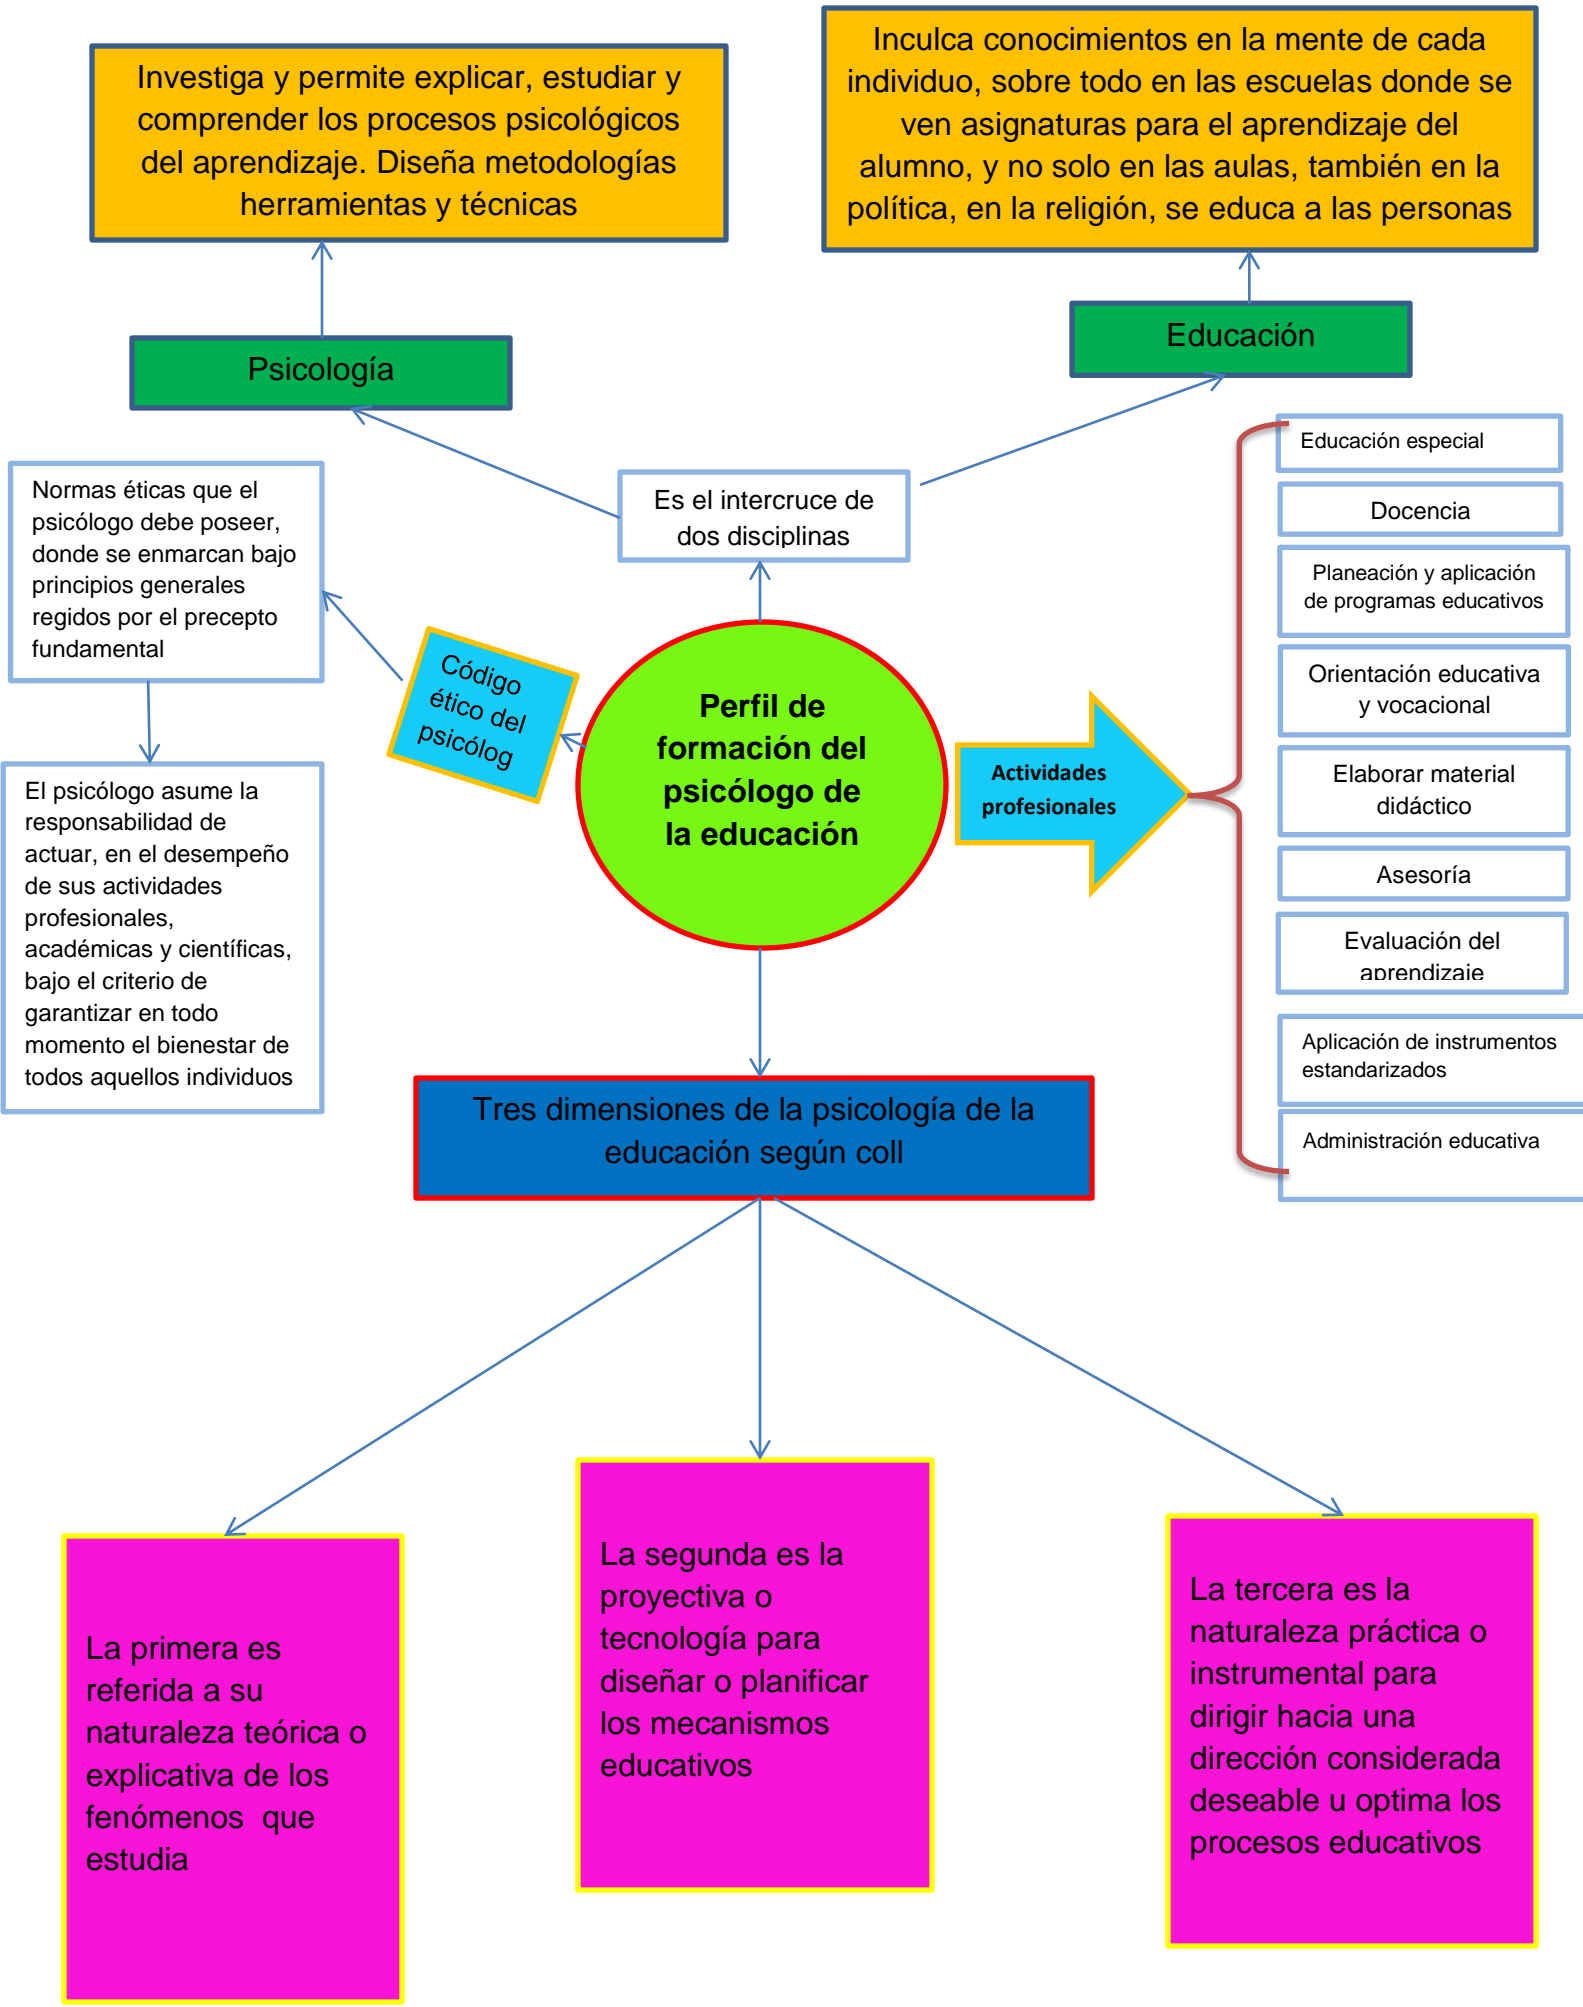 Investiga y permite explicar, estudiar y
comprender los procesos psicológicos
del aprendizaje. Diseña metodologías
herramientas y técnicas
Inculca conocimientos en la mente de cada
individuo, sobre todo en las escuelas donde se
ven asignaturas para el aprendizaje del
alumno, y no solo en las aulas, también en la
política, en la religión, se educa a las personas
Psicología
Educación
Es el intercruce de
dos disciplinas
Normas éticas que el
psicólogo debe poseer,
donde se enmarcan bajo
principios generales
regidos por el precepto
fundamental
Código
ético del
psicólog
El psicólogo asume la
responsabilidad de
actuar, en el desempeño
de sus actividades
profesionales,
académicas y científicas,
bajo el criterio de
garantizar en todo
momento el bienestar de
todos aquellos individuos
Perfil de
formación del
psicólogo de
la educación
Actividades
profesionales
Educación especial
Docencia
Planeación y aplicación
de programas educativos
Orientación educativa
y vocacional
Elaborar material
didáctico
Asesoría
Evaluación del
aprendizaje
Aplicación de instrumentos
estandarizados
Administración educativa
Tres dimensiones de la psicología de la
educación según coll
La primera es
referida a su
naturaleza teórica o
explicativa de los
fenómenos  que
estudia
La segunda es la
proyectiva o
tecnología para
diseñar o planificar
los mecanismos
educativos
La tercera es la
naturaleza práctica o
instrumental para
dirigir hacia una
dirección considerada
deseable u optima los
procesos educativos